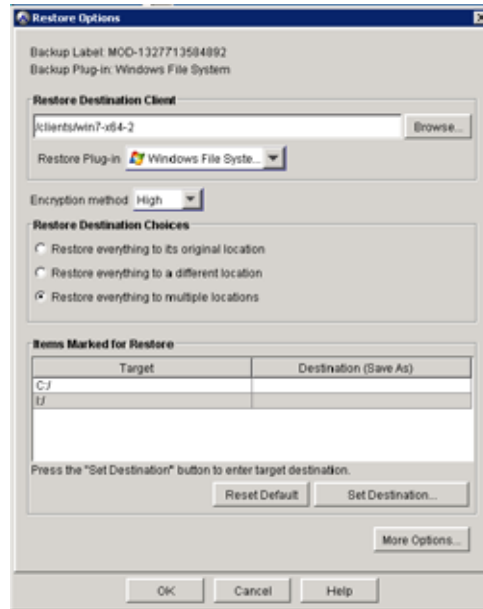 Restore Options
Backup Label: MOD-1327713584892
Backup Plug-in: Windows File System
Restore Destination Client
/clients/win7-x64-2 Browse...
Restore Plug-in Windows File Syste...
Encryption method High
Restore Destination Choices
Restore everything to its original location
Restore everything to a different location
Restore everything to multiple locations
Items Marked for Restore
Target Destination (Save As)
C:/
I:/
Press the "Set Destination" button to enter target destination.
Reset Default Set Destination...
More Options...
OK Cancel Help